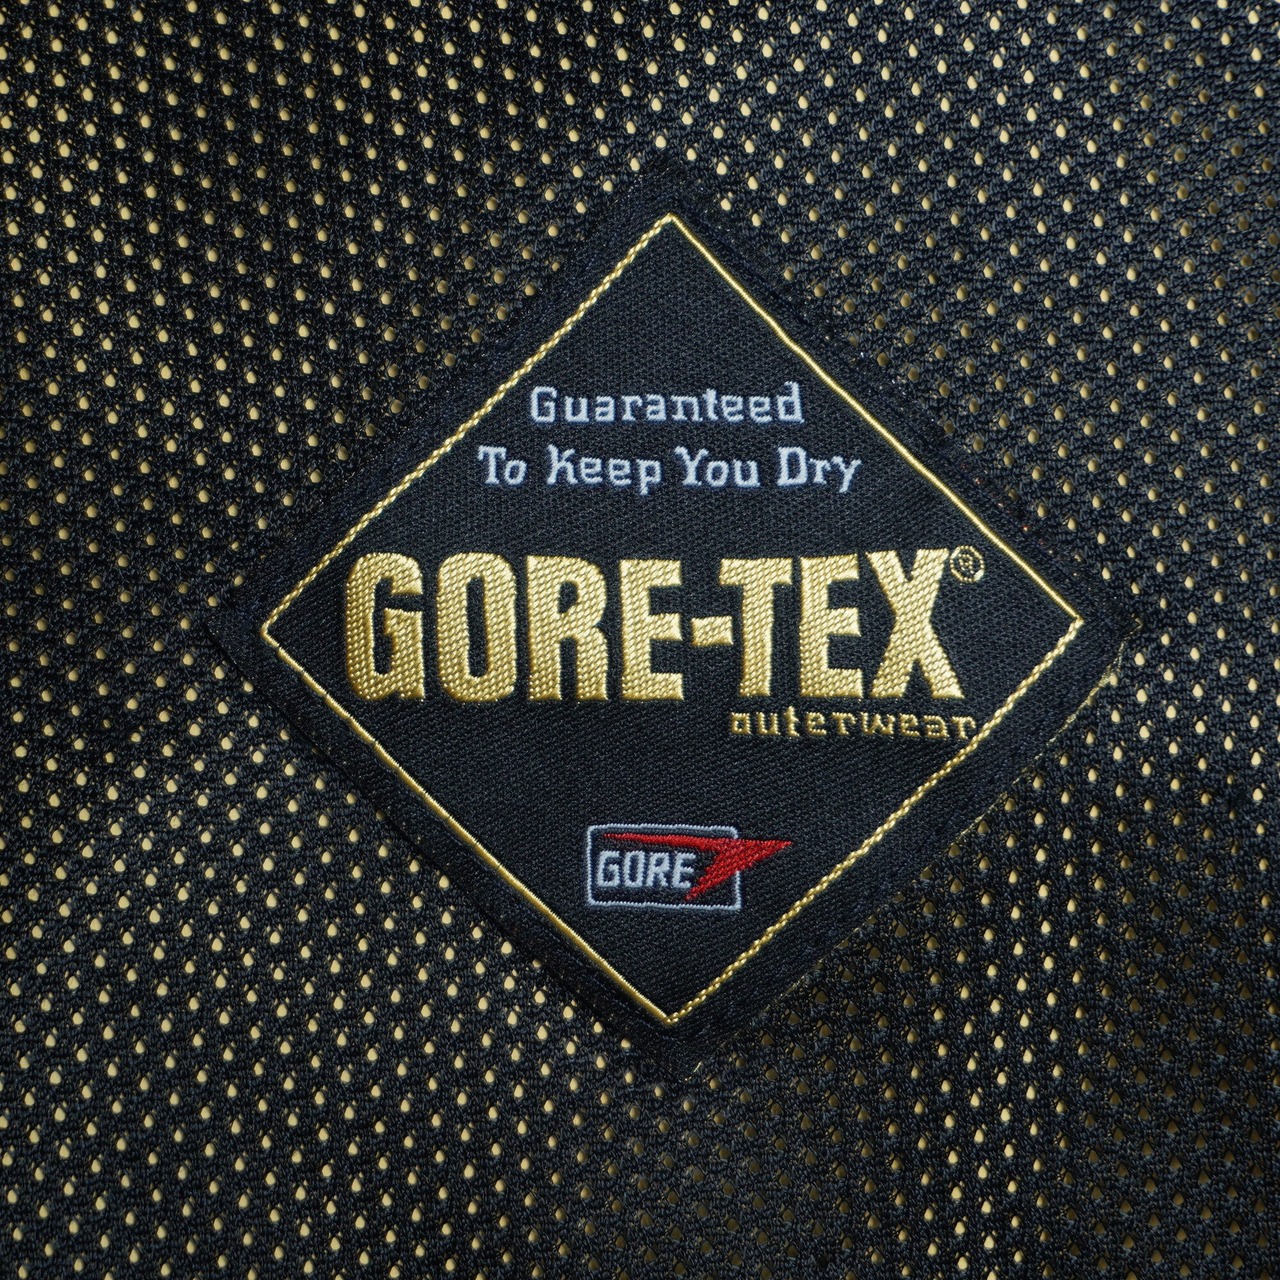 Guaranteed
To Keep You Dry
GORE-TEX®
outerwear
GORE